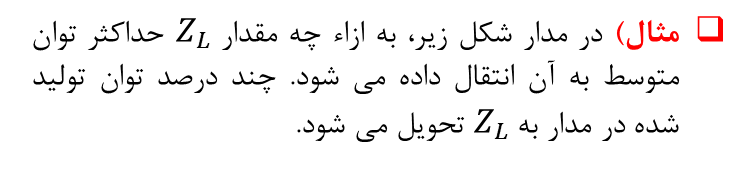 مثال) در مدار شکل زیر، به ازاء چه مقدار Z_L حداکثر توان
متوسط به آن انتقال داده می شود. چند درصد توان تولید
شده در مدار به Z_L تحویل می شود.